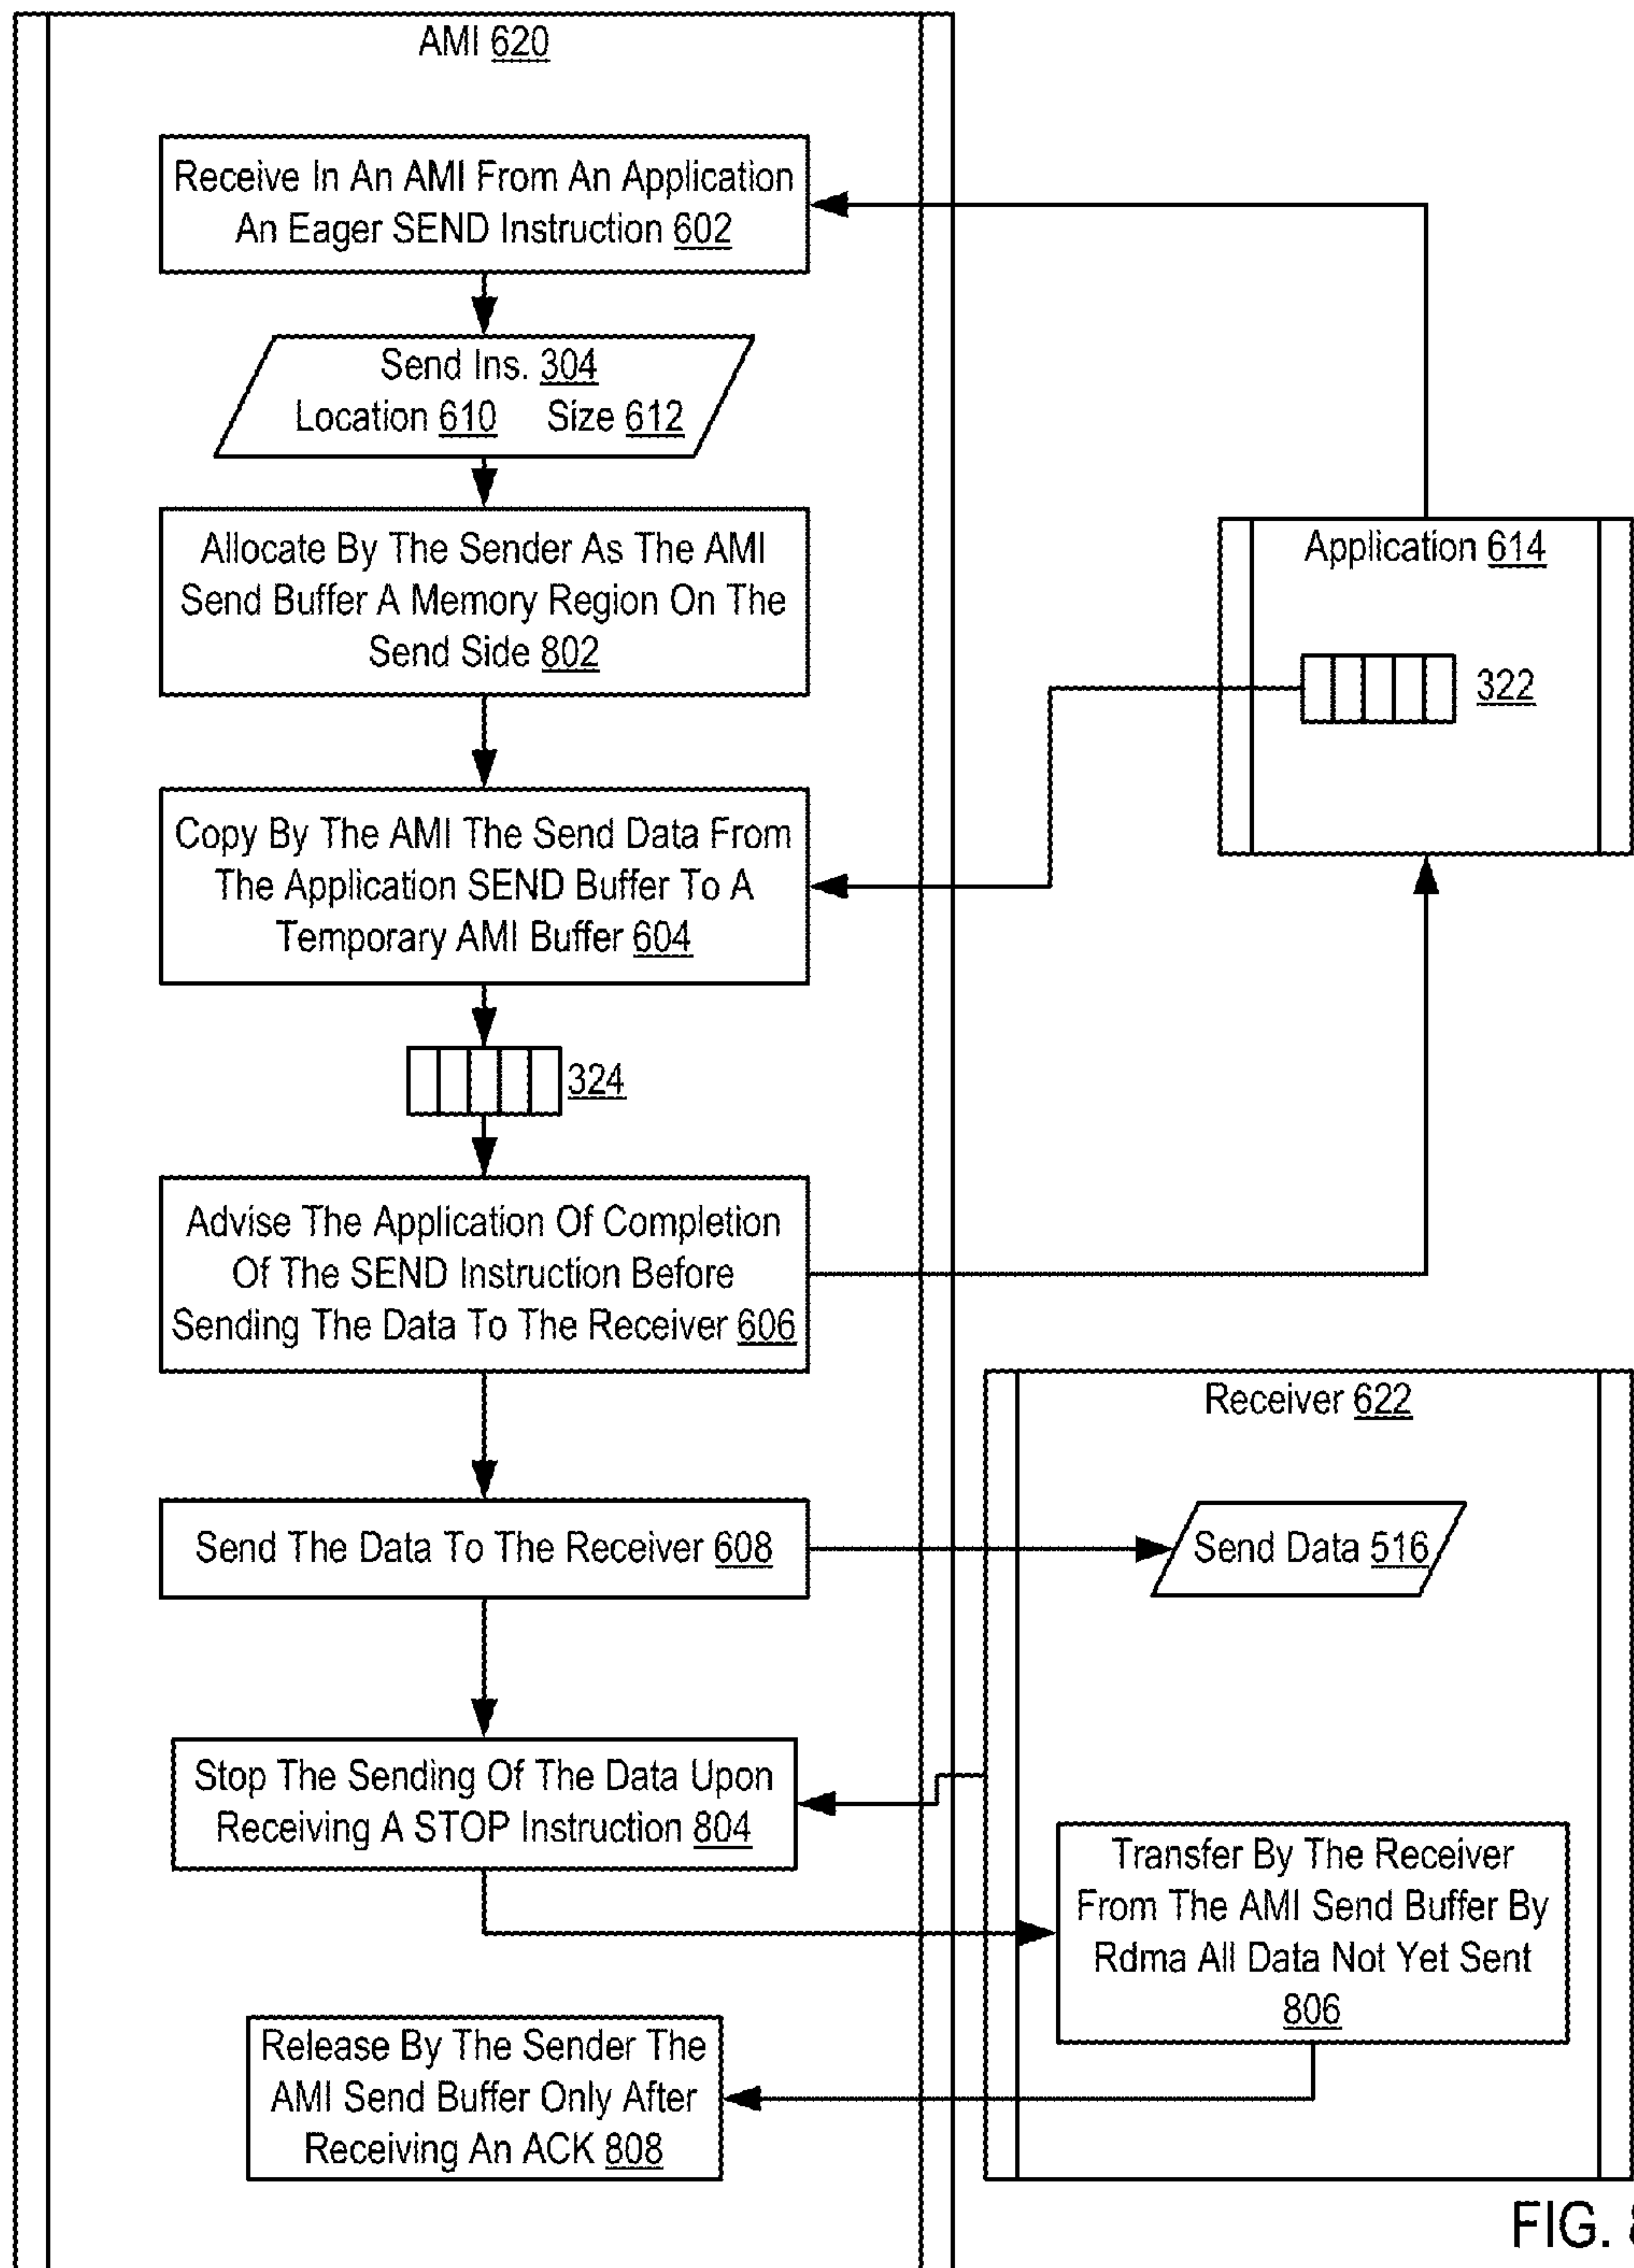 AMI 620
Receive In An AMI From An Application
An Eager SEND Instruction 602
Send Ins. 304
Location 610 Size 612
Allocate By The Sender As The AMI
Send Buffer A Memory Region On The
Send Side 802
Application 614
322
Copy By The AMI The Send Data From
The Application SEND Buffer To A
Temporary AMI Buffer 604
324
Advise The Application Of Completion
Of The SEND Instruction Before
Sending The Data To The Receiver 606
Receiver 622
Send The Data To The Receiver 608
Send Data 516
Stop The Sending Of The Data Upon
Receiving A STOP Instruction 804
Transfer By The Receiver
From The AMI Send Buffer By
Rdma All Data Not Yet Sent
806
Release By The Sender The
AMI Send Buffer Only After
Receiving An ACK 808
FIG. 8